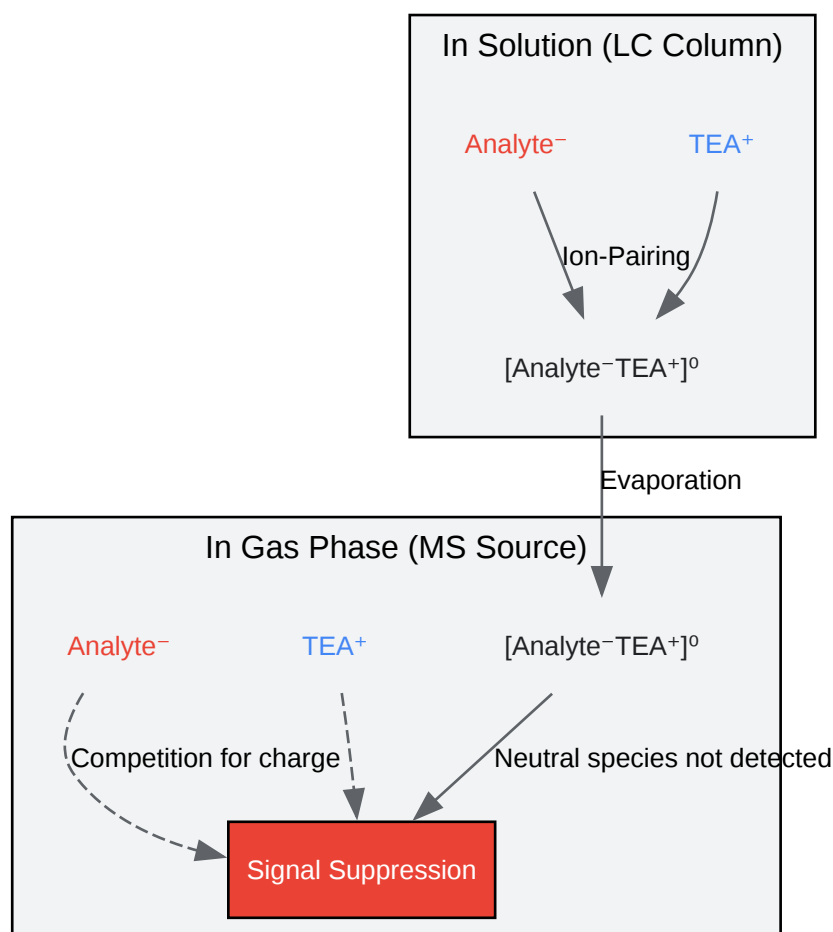 In Solution (LC Column)
Analyte⁻ TEA⁺
Ion-Pairing
[Analyte⁻TEA⁺]⁰
Evaporation
In Gas Phase (MS Source)
Analyte⁻ TEA⁺ [Analyte⁻TEA⁺]⁰
Competition for charge Neutral species not detected
Signal Suppression